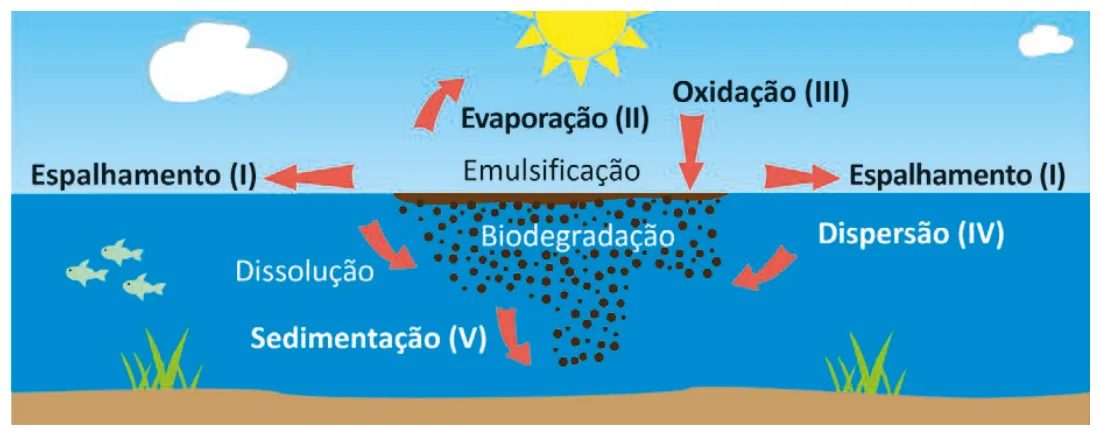 Oxidação (III)
Evaporação (II)
Espalhamento (I)
Emulsificação
Espalhamento (I)
Biodegradação
Dispersão (IV)
Dissolução
Sedimentação (V)